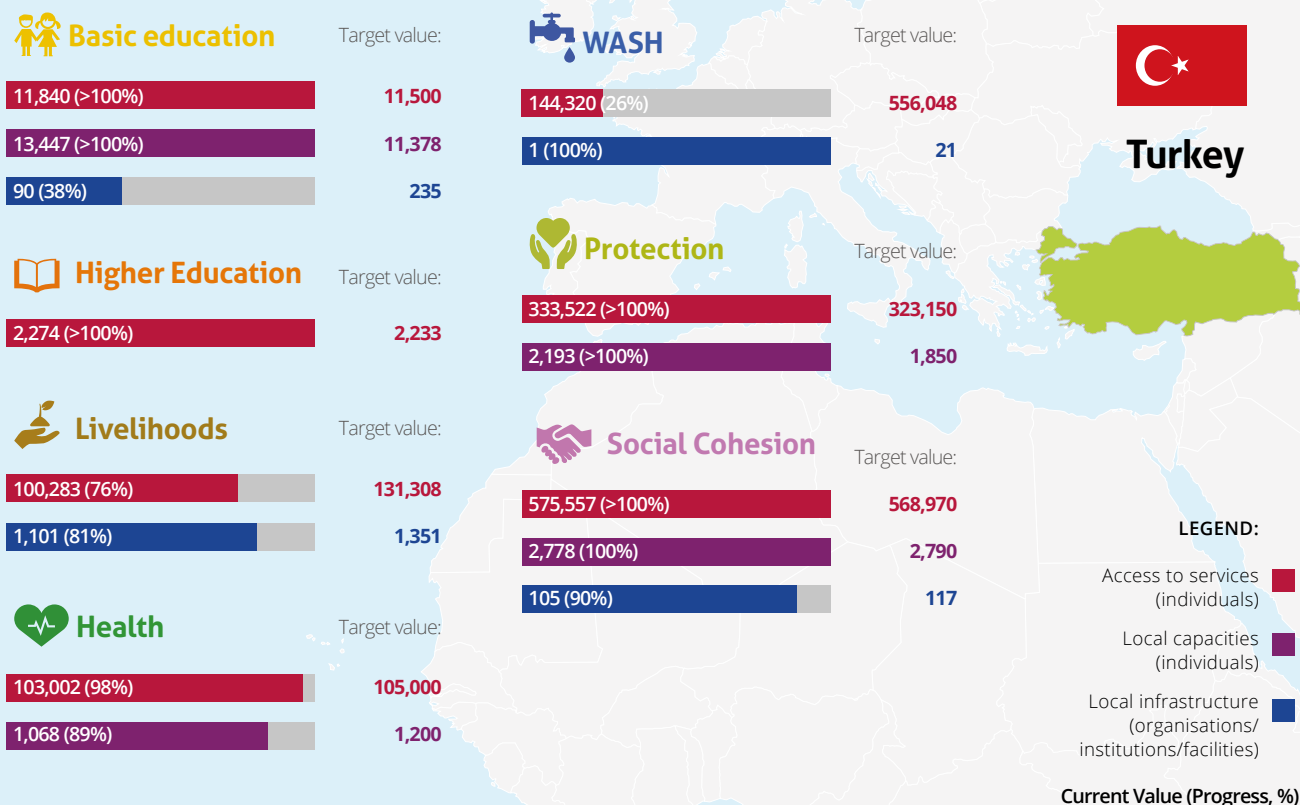 Basic education
Target value:
11,840 (>100%)
11,500
13,447 (>100%)
11,378
90 (38%)
235
Higher Education
Target value:
2,274 (>100%)
2,233
Livelihoods
Target value:
100,283 (76%)
131,308
1,101 (81%)
1,351
Health
Target value:
103,002 (98%)
105,000
1,068 (89%)
1,200
WASH
Target value:
144,320 (26%)
556,048
1 (100%)
21
Protection
Target value:
333,522 (>100%)
323,150
2,193 (>100%)
1,850
Social Cohesion
Target value:
575,557 (>100%)
568,970
2,778 (100%)
2,790
105 (90%)
117
Turkey
LEGEND:
Access to services
(individuals)
Local capacities
(individuals)
Local infrastructure
(organisations/
institutions/facilities)
Current Value (Progress, %)